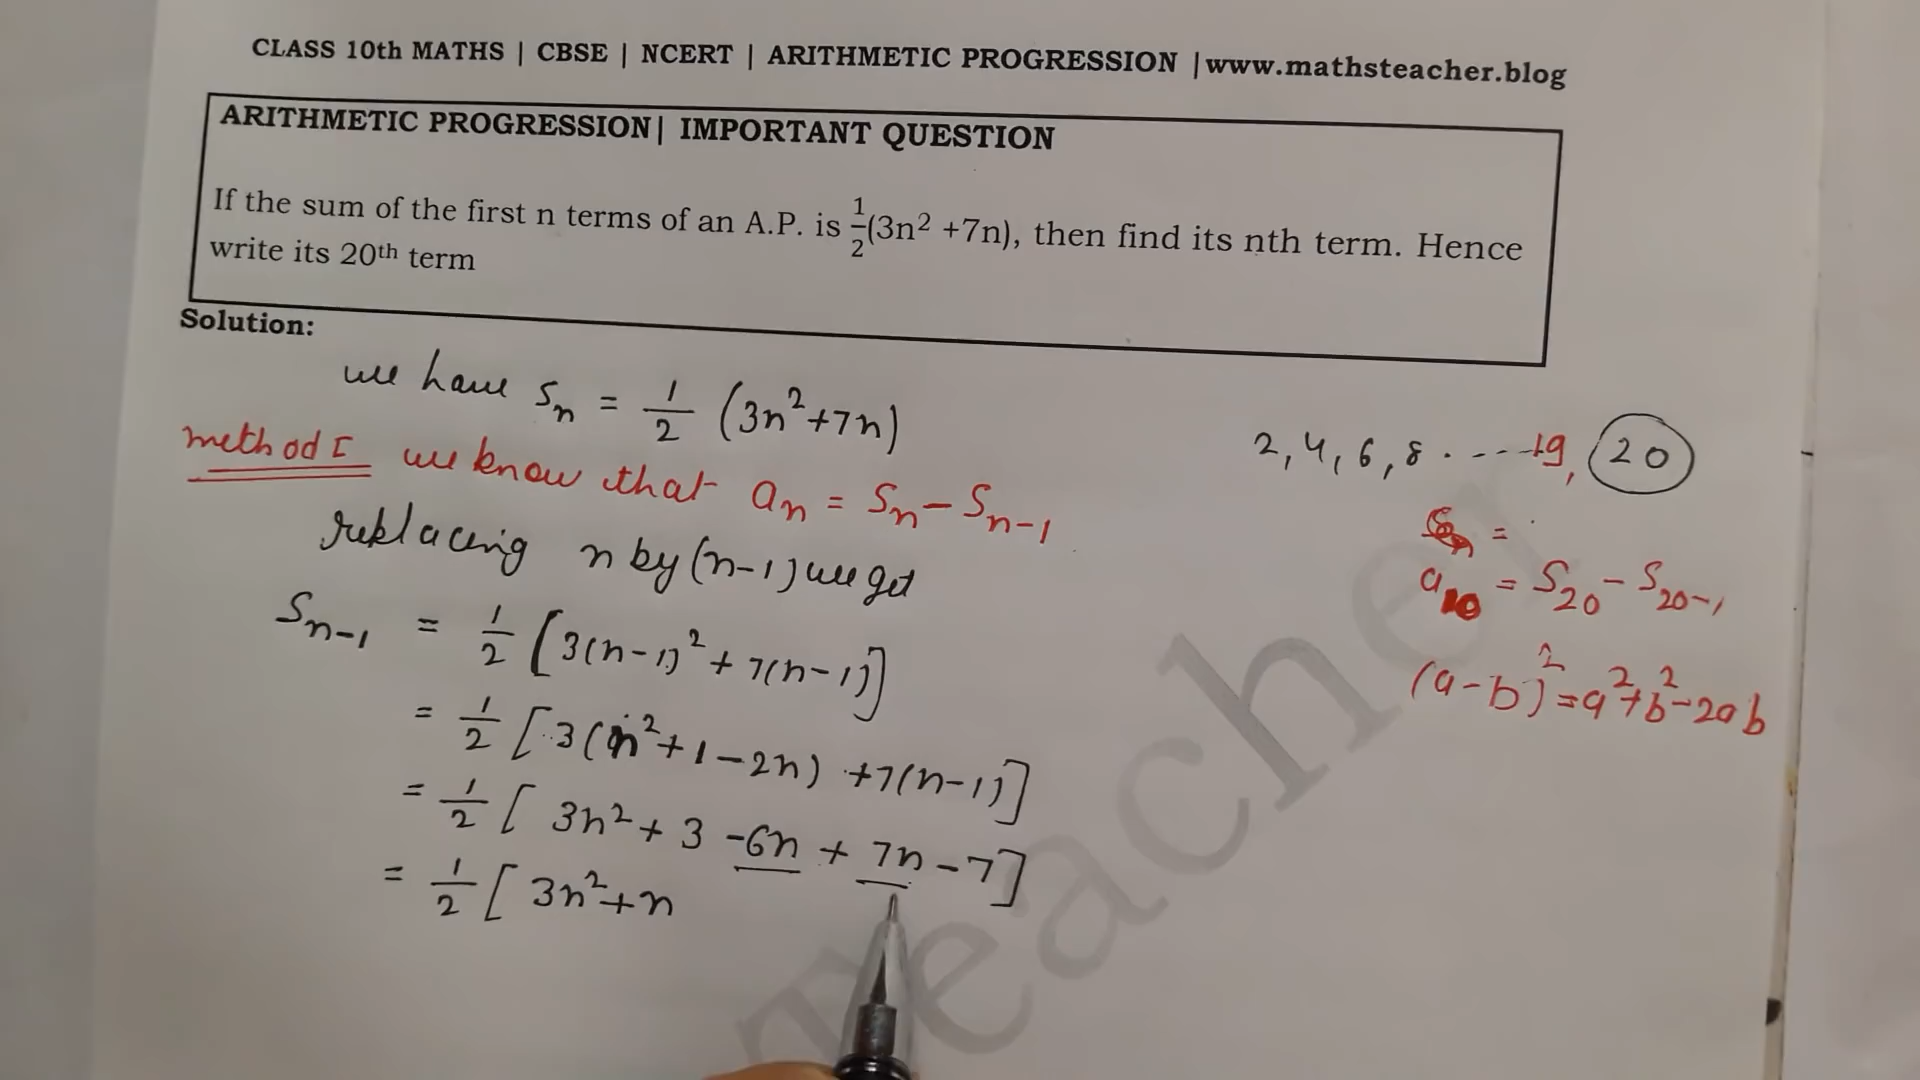 CLASS 10th MATHS | CBSE | NCERT | ARITHMETIC PROGRESSION |www.mathsteacher.blog
ARITHMETIC PROGRESSION| IMPORTANT QUESTION
If the sum of the first n terms of an A.P. is 1/2(3n² +7n), then find its nth term. Hence
write its 20th term
Solution:
we have Sn = 1/2 (3n²+7n)
method I we know that an = Sn - Sn-1
replacing n by (n-1) we get
Sn-1 = 1/2 [3(n-1)² + 7(n-1)]
= 1/2 [3(n²+1-2n) +7(n-1)]
= 1/2 [ 3n² + 3 -6n + 7n -7]
= 1/2 [ 3n²+n
2, 4, 6, 8 . - - - 19, 20
=
a = S20 - S20-1
(a-b)² = a²+b²-2ab
Teacher